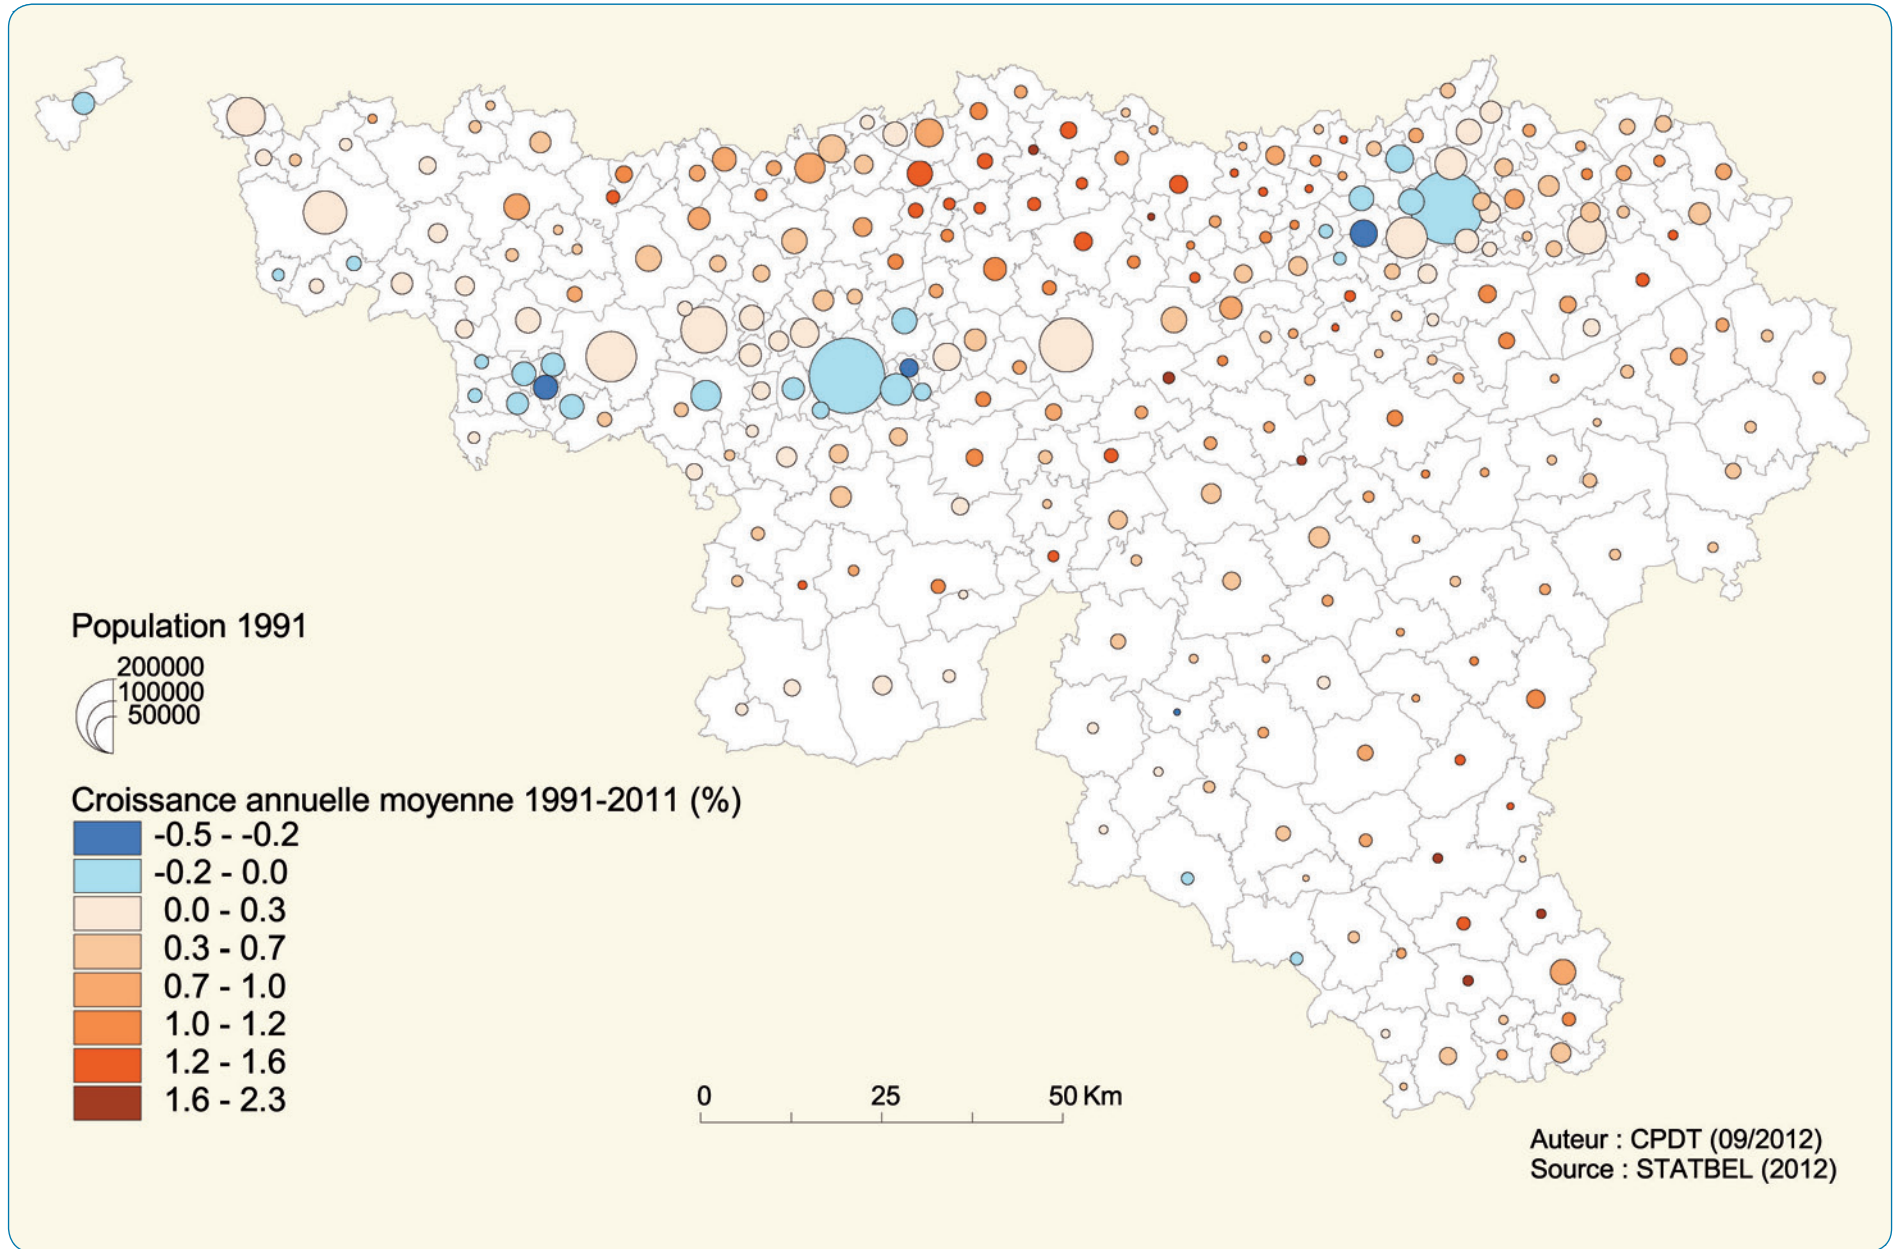 Population 1991
200000
100000
50000
Croissance annuelle moyenne 1991-2011 (%)
-0.5 - -0.2
-0.2 - 0.0
0.0 - 0.3
0.3 - 0.7
0.7 - 1.0
1.0 - 1.2
1.2 - 1.6
1.6 - 2.3
0 25 50 Km
Auteur : CPDT (09/2012)
Source : STATBEL (2012)